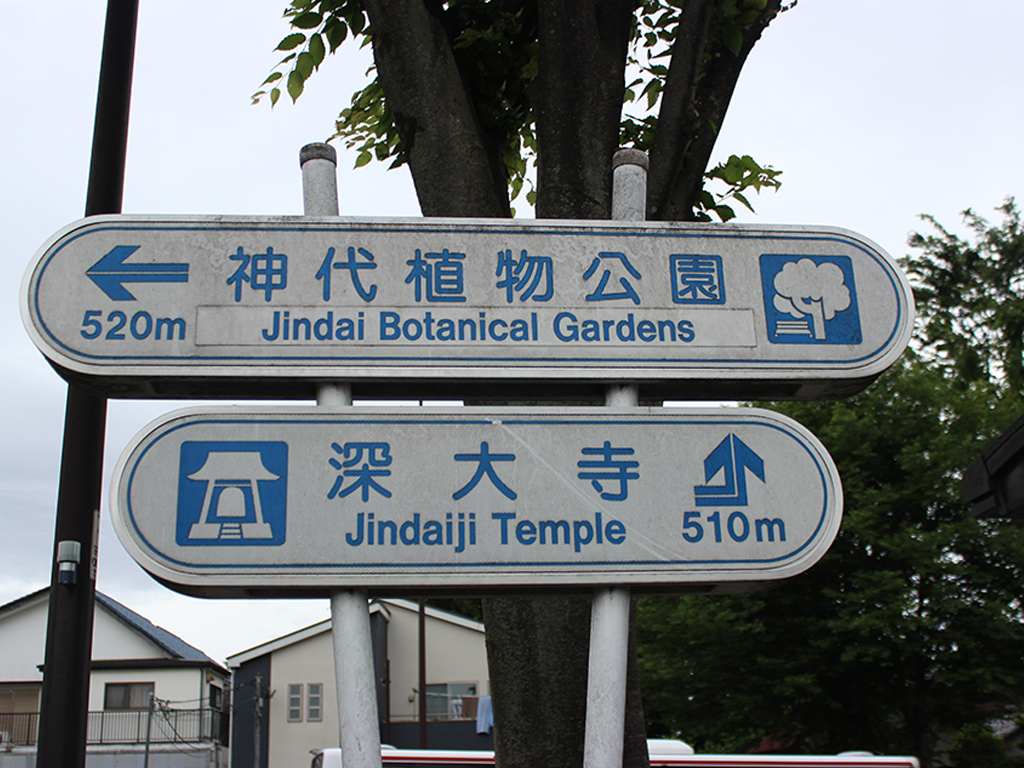 神代植物公園
520m Jindai Botanical Gardens
深大寺
Jindaiji Temple 510m